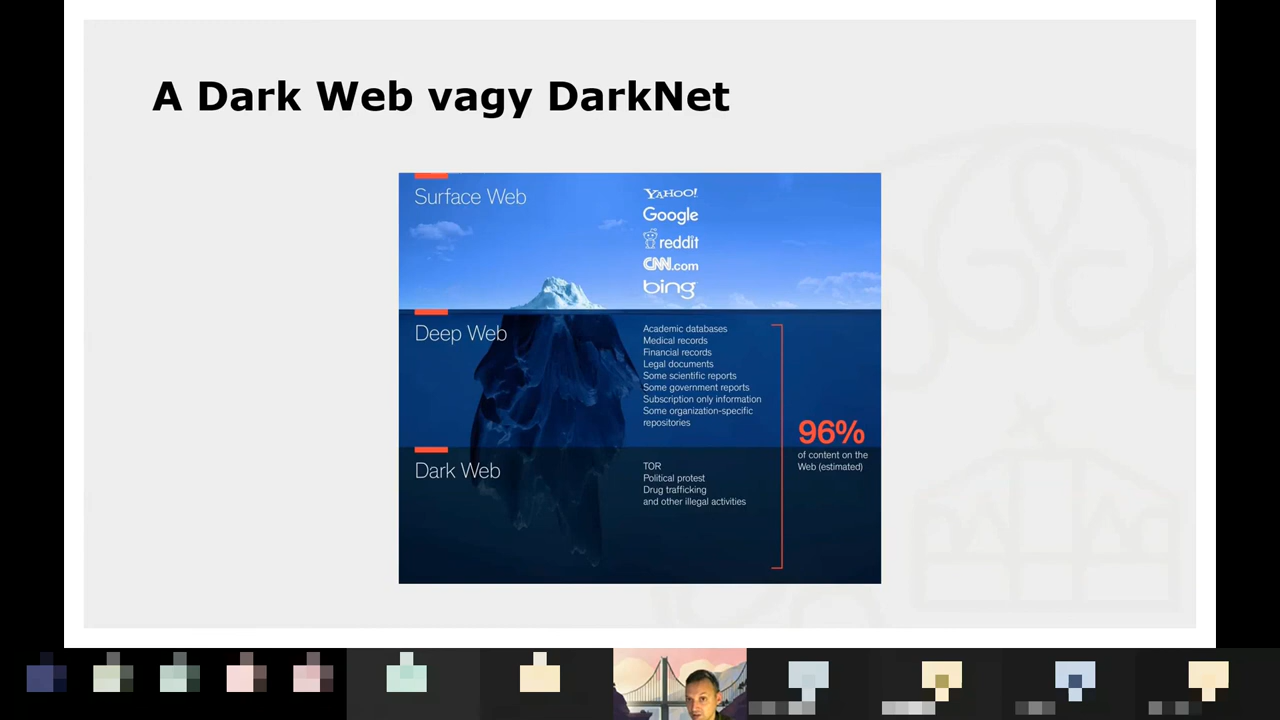 A Dark Web vagy DarkNet
Surface Web
YAHOO!
Google
reddit
CNN.com
bing
Deep Web
Academic databases
Medical records
Financial records
Legal documents
Some scientific reports
Some government reports
Subscription only information
Some organization-specific
repositories
96%
of content on the
Web (estimated)
Dark Web
TOR
Political protest
Drug trafficking
and other illegal activities